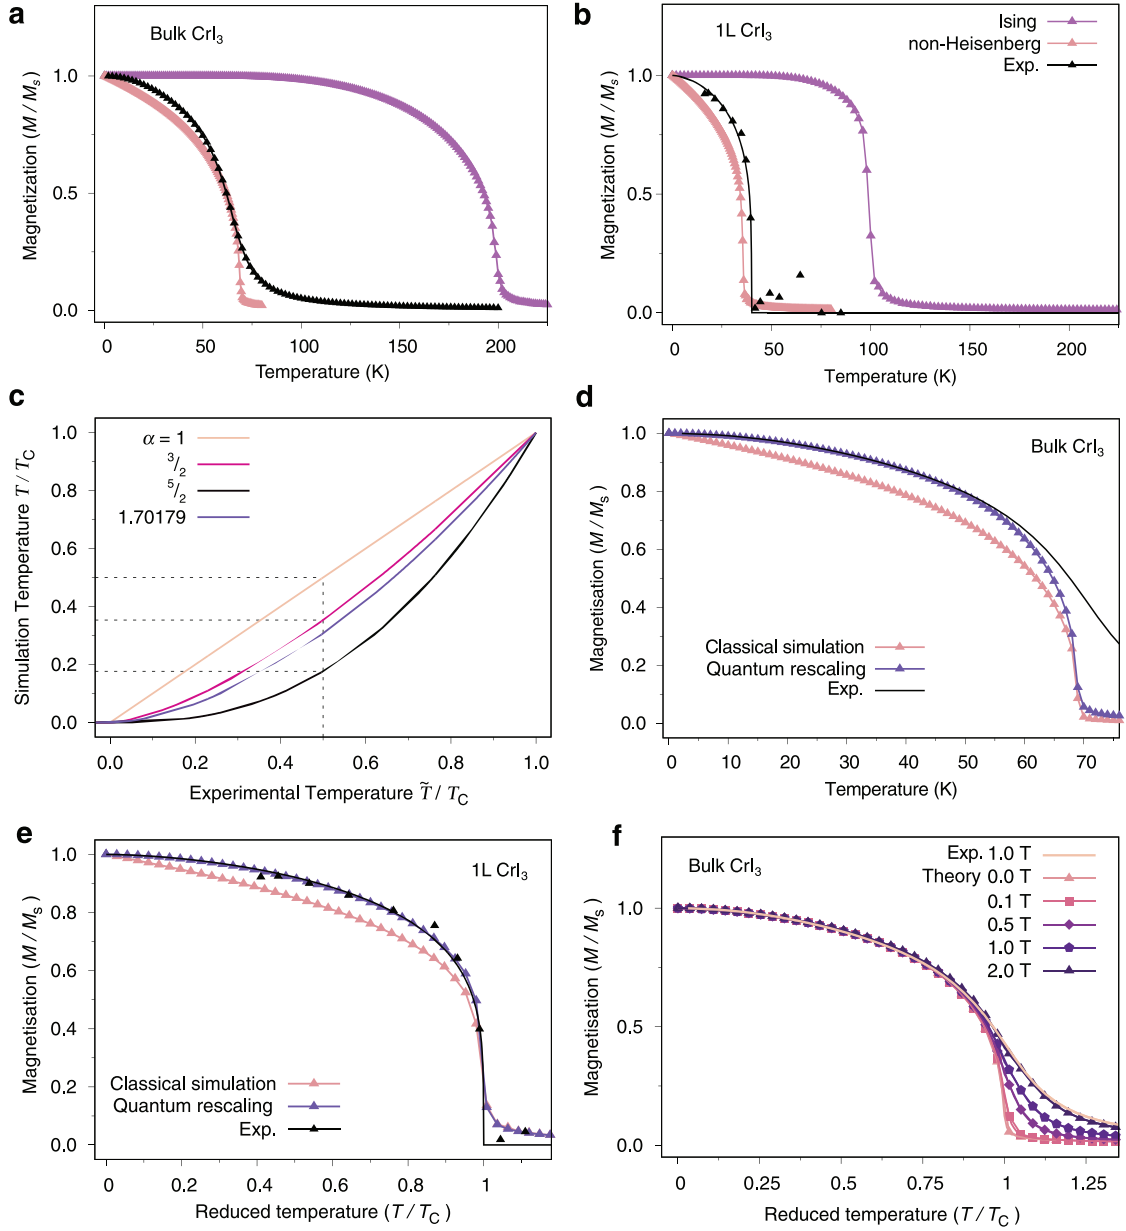 a
Bulk CrI3
Magnetization (M / Ms)
1.0
0.5
0.0
0 50 100 150 200
Temperature (K)
b
1L CrI3
Ising
non-Heisenberg
Exp.
Magnetization (M / Ms)
1.0
0.5
0.0
0 50 100 150 200
Temperature (K)
c
α = 1
3/2
5/2
1.70179
Simulation Temperature T / TC
1.0
0.8
0.6
0.4
0.2
0.0
0.0 0.2 0.4 0.6 0.8 1.0
Experimental Temperature T̃ / TC
d
Bulk CrI3
Magnetisation (M / Ms)
1.0
0.8
0.6
0.4
0.2
0.0
Classical simulation
Quantum rescaling
Exp.
0 10 20 30 40 50 60 70
Temperature (K)
e
1L CrI3
Magnetisation (M / Ms)
1.0
0.8
0.6
0.4
0.2
0.0
Classical simulation
Quantum rescaling
Exp.
0 0.2 0.4 0.6 0.8 1
Reduced temperature (T / TC)
f
Bulk CrI3
Exp. 1.0 T
Theory 0.0 T
0.1 T
0.5 T
1.0 T
2.0 T
Magnetisation (M / Ms)
1.0
0.5
0.0
0 0.25 0.5 0.75 1 1.25
Reduced temperature (T / TC)